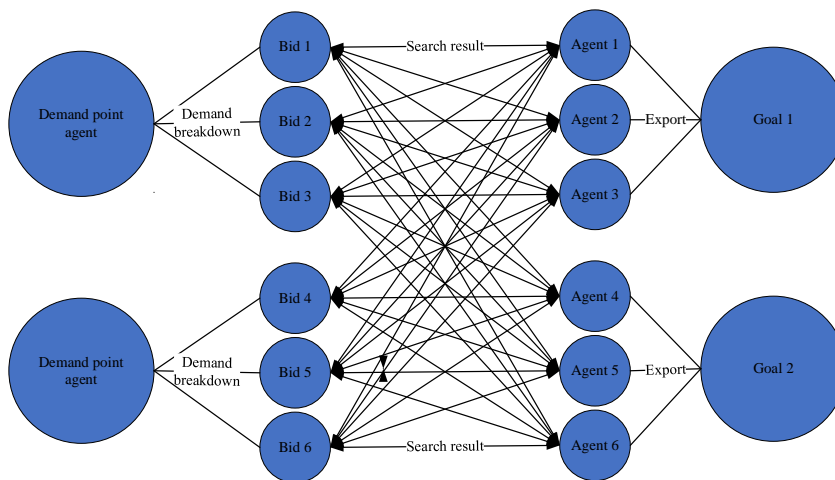 Demand point
agent
Demand
breakdown
Bid 1
Bid 2
Bid 3
Search result
Agent 1
Agent 2
Agent 3
Export
Goal 1
Demand point
agent
Demand
breakdown
Bid 4
Bid 5
Bid 6
Search result
Agent 4
Agent 5
Agent 6
Export
Goal 2